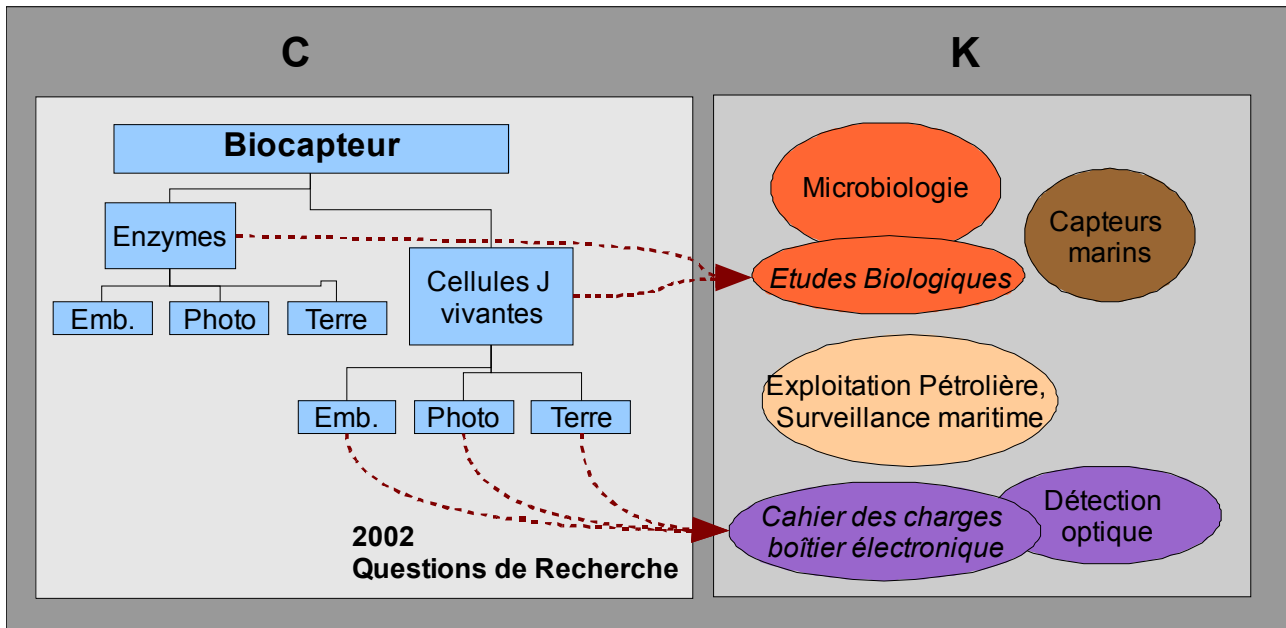 C
K
Biocapteur
Enzymes
Emb.
Photo
Terre
Cellules J
vivantes
Emb.
Photo
Terre
2002
Questions de Recherche
Microbiologie
Etudes Biologiques
Capteurs
marins
Exploitation Pétrolière,
Surveillance maritime
Cahier des charges
boîtier électronique
Détection
optique